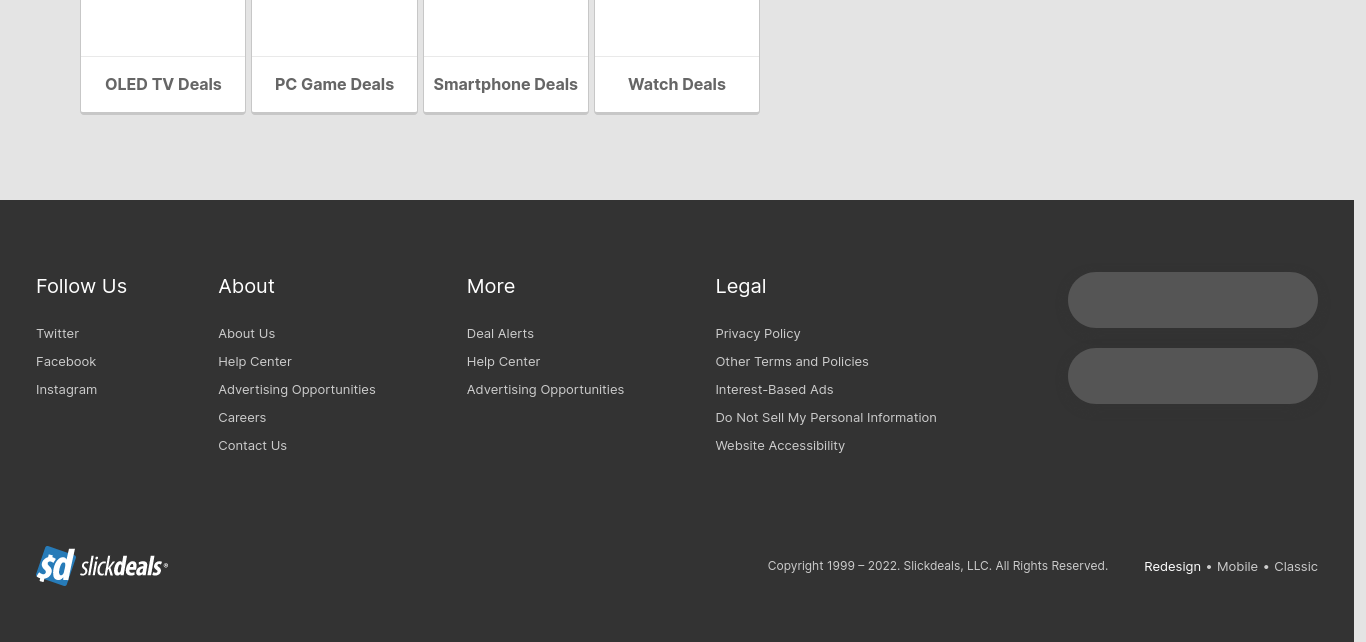 OLED TV Deals
PC Game Deals
Smartphone Deals
Watch Deals
Follow Us
Twitter
Facebook
Instagram
About
About Us
Help Center
Advertising Opportunities
Careers
Contact Us
More
Deal Alerts
Help Center
Advertising Opportunities
Legal
Privacy Policy
Other Terms and Policies
Interest-Based Ads
Do Not Sell My Personal Information
Website Accessibility
sd slickdeals®
Copyright 1999 – 2022. Slickdeals, LLC. All Rights Reserved.
Redesign • Mobile • Classic